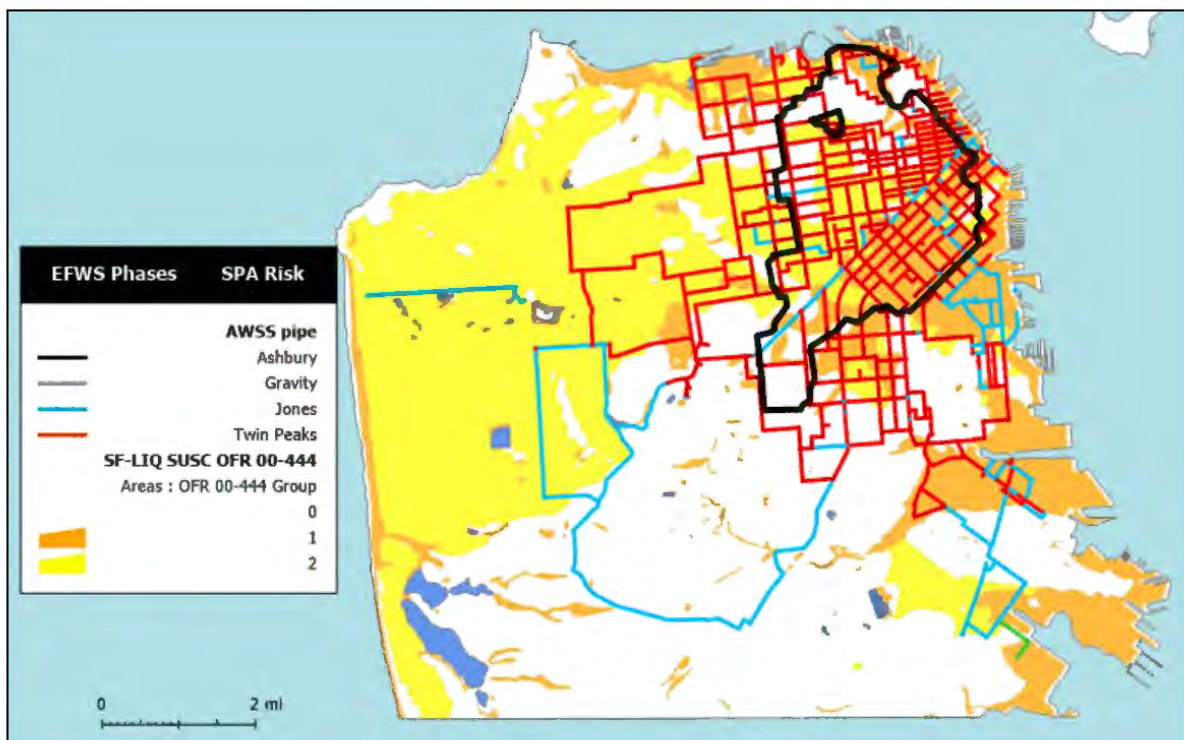 EFWS Phases SPA Risk
AWSS pipe
Ashbury
Gravity
Jones
Twin Peaks
SF-LIQ SUSC OFR 00-444
Areas : OFR 00-444 Group
0
1
2
0 2 mi